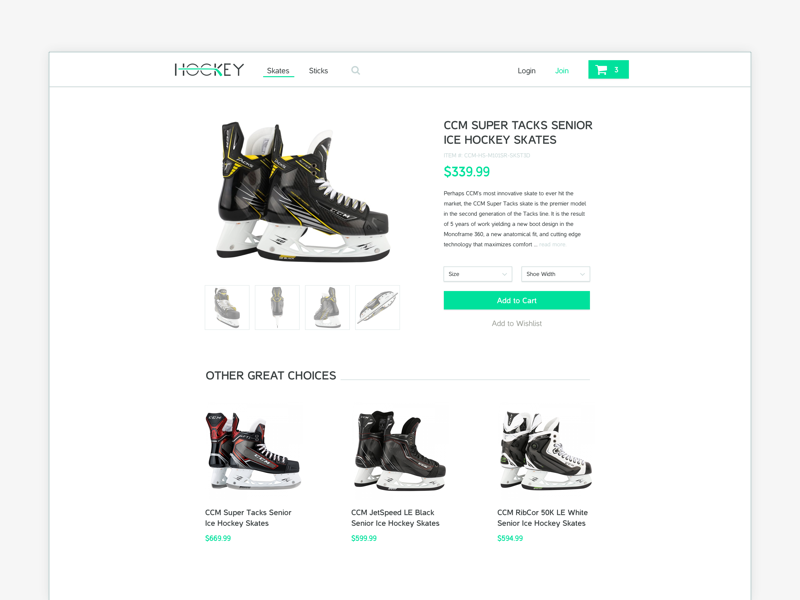 HOCKEY
Skates
Sticks
Login
Join
3
CCM SUPER TACKS SENIOR
ICE HOCKEY SKATES
$339.99
Perhaps CCM's most innovative skate to ever hit the
market, the CCM Super Tacks skate is the premier model
in the second generation of the Tacks line. It is the result
of 5 years of work yielding a new boot design in the
Monoframe 360, a new anatomical fit, and cutting edge
technology that maximizes comfort ... read more
Size
Shoe Width
Add to Cart
Add to Wishlist
OTHER GREAT CHOICES
CCM Super Tacks Senior
Ice Hockey Skates
$669.99
CCM JetSpeed LE Black
Senior Ice Hockey Skates
$599.99
CCM RibCor 50K LE White
Senior Ice Hockey Skates
$594.99